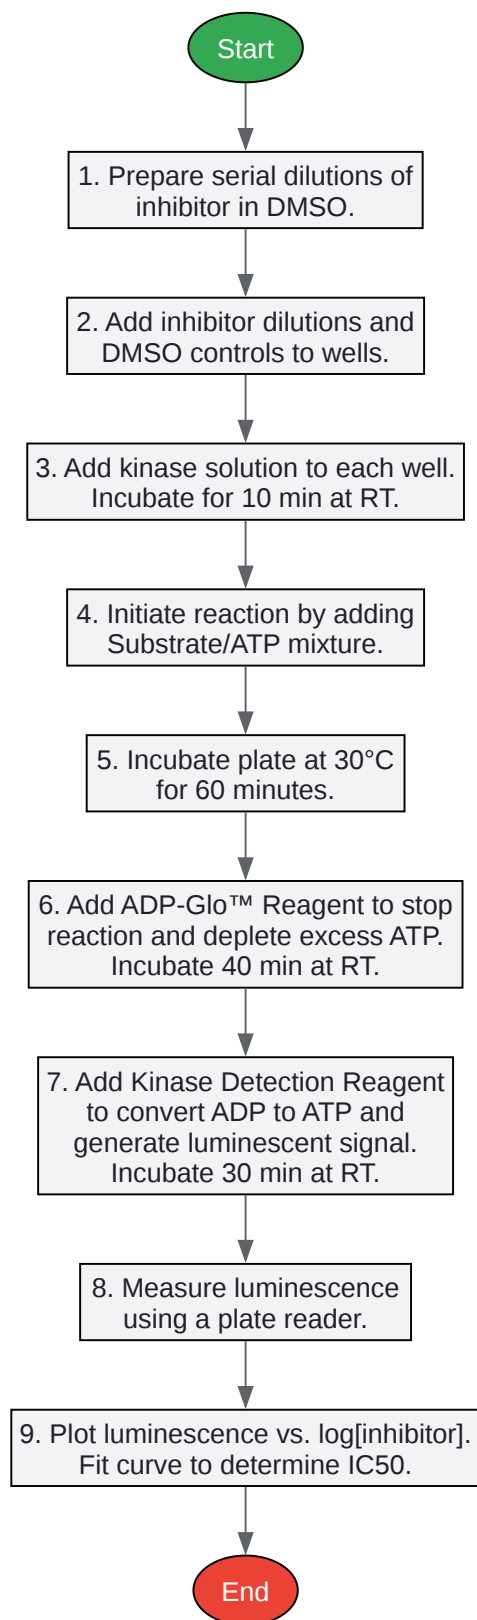 Start
1. Prepare serial dilutions of
inhibitor in DMSO.
2. Add inhibitor dilutions and
DMSO controls to wells.
3. Add kinase solution to each well.
Incubate for 10 min at RT.
4. Initiate reaction by adding
Substrate/ATP mixture.
5. Incubate plate at 30°C
for 60 minutes.
6. Add ADP-Glo™ Reagent to stop
reaction and deplete excess ATP.
Incubate 40 min at RT.
7. Add Kinase Detection Reagent
to convert ADP to ATP and
generate luminescent signal.
Incubate 30 min at RT.
8. Measure luminescence
using a plate reader.
9. Plot luminescence vs. log[inhibitor].
Fit curve to determine IC50.
End